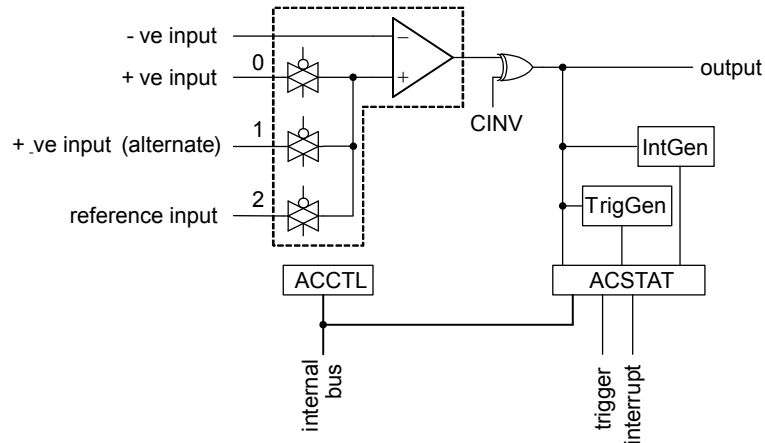 - ve input
−
0
+ ve input
+
output
CINV
1
+ ve input (alternate)
IntGen
2
reference input
TrigGen
ACCTL
ACSTAT
internal
bus
trigger
interrupt